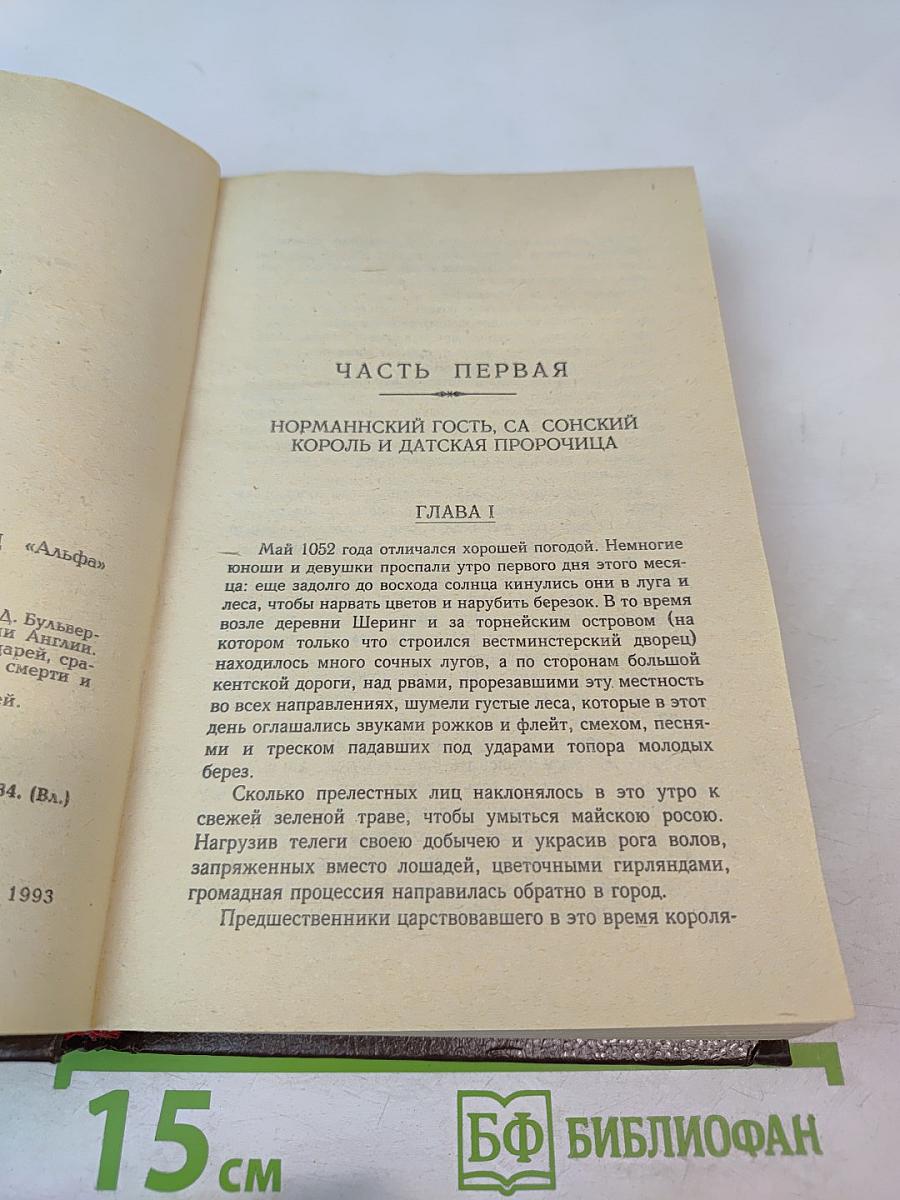 «Альфа»
Д. Бульвер-
ии Англии.
царей, сра-
смерти и
ей.
34. (Вл.)
1993
ЧАСТЬ ПЕРВАЯ
НОРМАННСКИЙ ГОСТЬ, СА СОНСКИЙ
КОРОЛЬ И ДАТСКАЯ ПРОРОЧИЦА
ГЛАВА I
Май 1052 года отличался хорошей погодой. Немногие
юноши и девушки проспали утро первого дня этого меся-
ца: еще задолго до восхода солнца кинулись они в луга и
леса, чтобы нарвать цветов и нарубить березок. В то время
возле деревни Шеринг и за торнейским островом (на
котором только что строился вестминстерский дворец)
находилось много сочных лугов, а по сторонам большой
кентской дороги, над рвами, прорезавшими эту местность
во всех направлениях, шумели густые леса, которые в этот
день оглашались звуками рожков и флейт, смехом, песня-
ми и треском падавших под ударами топора молодых
берез.
Сколько прелестных лиц наклонялось в это утро к
свежей зеленой траве, чтобы умыться майскою росою.
Нагрузив телеги своею добычею и украсив рога волов,
запряженных вместо лошадей, цветочными гирляндами,
громадная процессия направилась обратно в город.
Предшественники царствовавшего в это время короля-
15 см
БФ БИБЛИОФАН